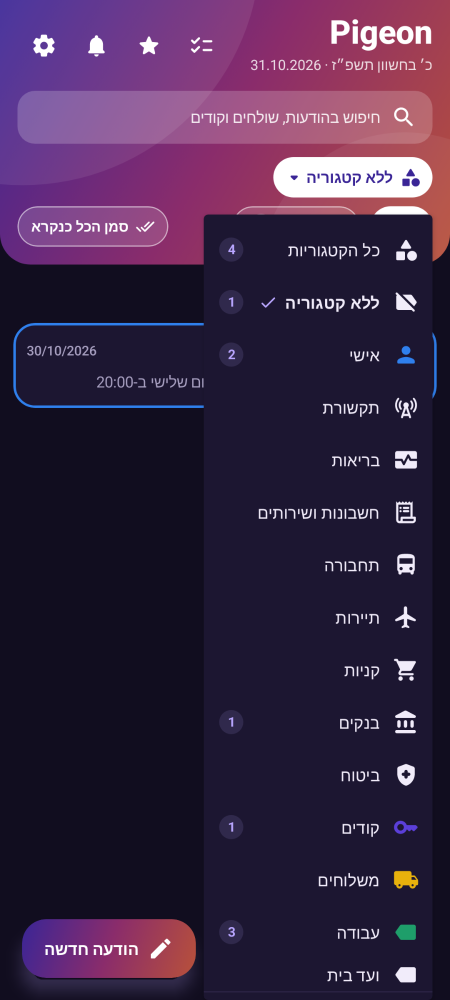 Pigeon
כ׳ בחשוון תשפ״ז · 31.10.2026
חיפוש בהודעות, שולחים וקודים
ללא קטגוריה
סמן הכל כנקרא
כל הקטגוריות 4
ללא קטגוריה 1
30/10/2026
אישי 2
שלישי ב-20:00
תקשורת
בריאות
חשבונות ושירותים
תחבורה
תיירות
קניות
בנקים 1
ביטוח
קודים 1
משלוחים
עבודה 3
הודעה חדשה
ועד בית